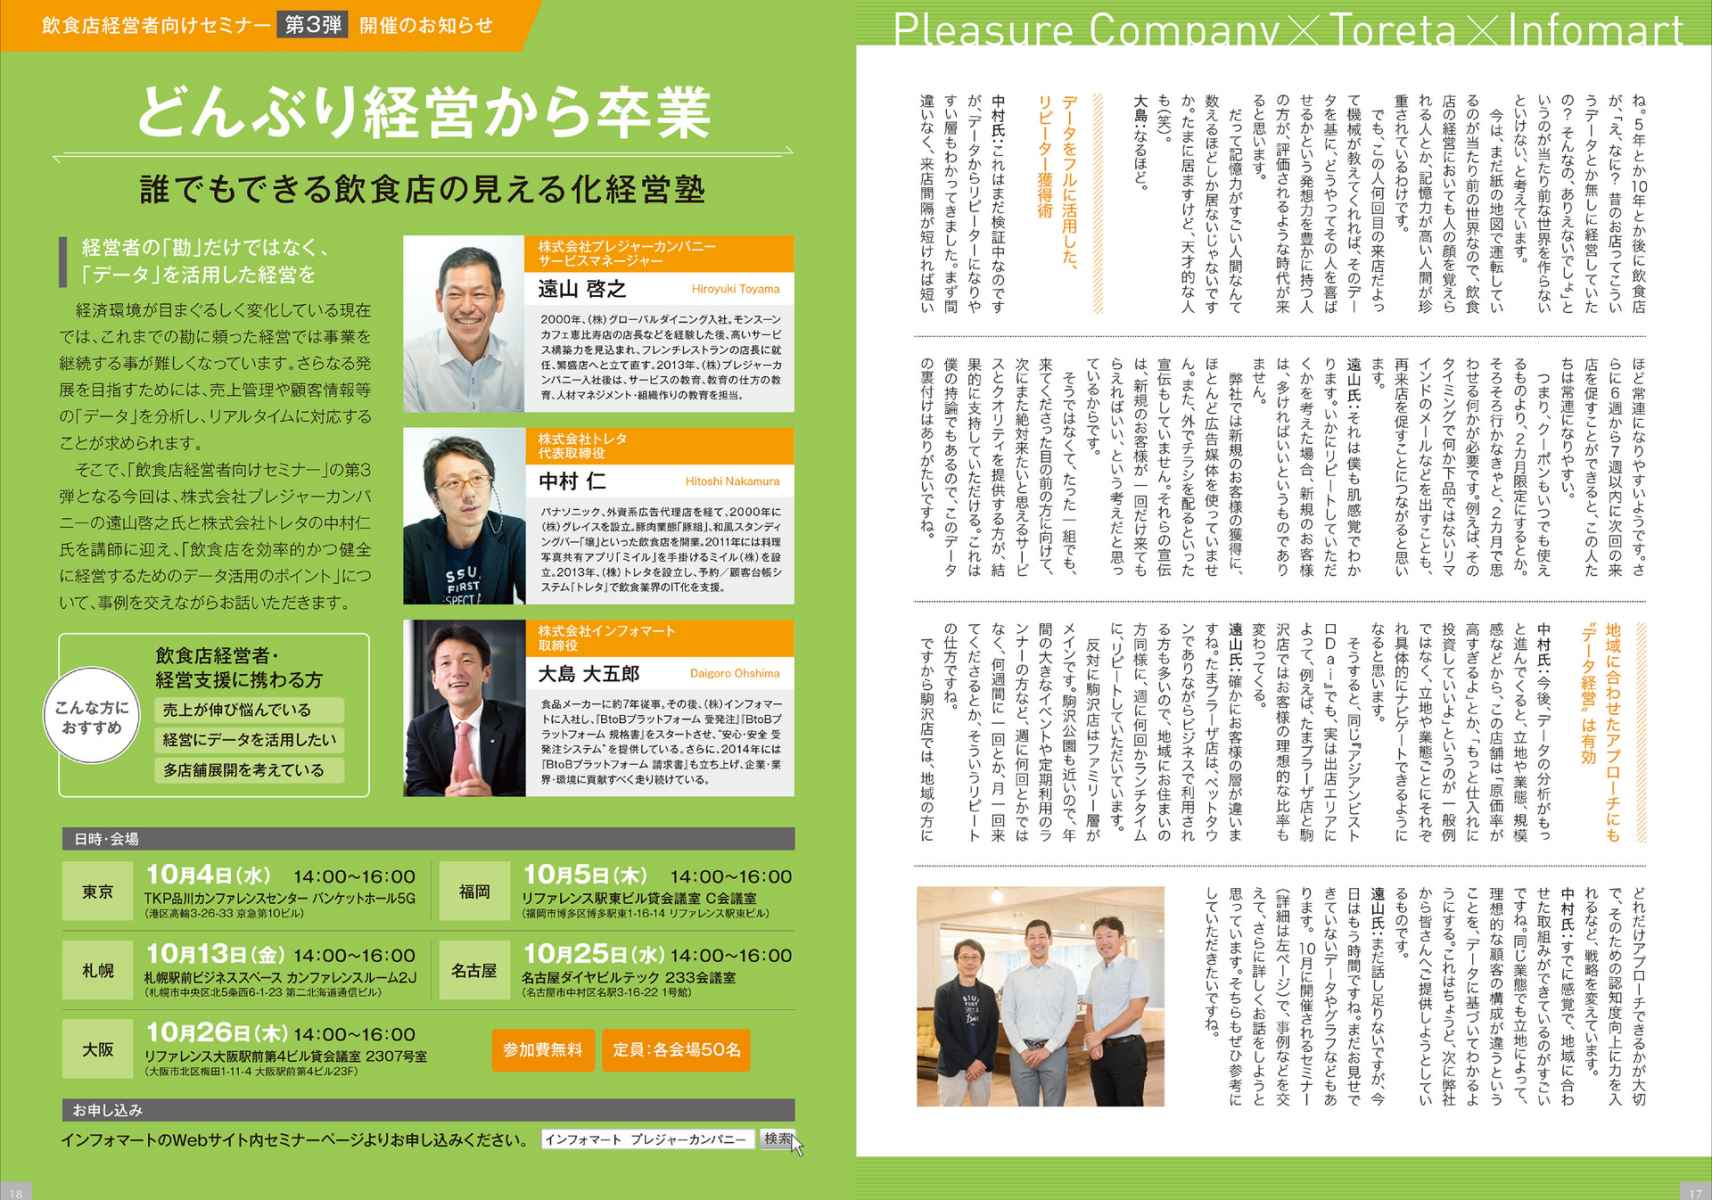 Pleasure Company×Toreta×Infomart
ね。5年とか10年とか後に飲食店
が、「え、なに? 昔のお店ってこうい
うデータとか無しに経営していた
の? そんなの、ありえないでしょ」と
いうのが当たり前な世界を作らない
といけない、と考えています。
今は、まだ紙の地図で運転してい
るのが当たり前の世界なので、飲食
店の経営においても人の顔を覚えら
れる人とか、記憶力が高い人間が珍
重されているわけです。
でも、「この人何回目の来店だよっ
て機械が教えてくれれば、そのデー
タを基に、どうやってその人を喜ば
せるかという発想力を豊かに持つ人
の方が、評価されるような時代が来
ると思います。
だって記憶力がすごい人間なんて
数えるほどしか居ないじゃないです
か。たまに居ますけど、天才的な人
も(笑)。
大島:なるほど。
データをフルに活用した、
リピーター獲得術
中村氏:これはまだ検証中なのです
が、データからリピーターになりや
すい層もわかってきました。まず間
違いなく、来店間隔が短ければ短い
ほど常連になりやすいようです。さ
らに6週から7週以内に次回の来
店を促すことができると、この人た
ちは常連になりやすい。
つまり、クーポンもいつでも使え
るものより、2カ月限定にするとか。
そろそろ行かなきゃと、2カ月で思
わせる何かが必要です。例えば、その
タイミングで何か下品ではないリマ
インドのメールなどを出すことも、
再来店を促すことにつながると思い
ます。
遠山氏:それは僕も肌感覚でわか
ります。いかにリピートしていただ
くかを考えた場合、新規のお客様
は、多ければいいというものであり
ません。
弊社では新規のお客様の獲得に、
ほとんど広告媒体を使っていませ
ん。また、外でチラシを配るといった
宣伝もしていません。それらの宣伝
は、新規のお客様が一回だけ来ても
らえればいい、という考えだと思っ
ているからです。
そうではなくて、たった一組でも、
来てくださった目の前の方に向けて、
次にまた絶対来たいと思えるサービ
スとクオリティを提供する方が、結
果的に支持していただける。これは
僕の持論でもあるので、このデータ
の裏付けはありがたいですね。
地域に合わせたアプローチにも
“データ経営”は有効
中村氏:今後、データの分析がもっ
と進んでくると、立地や業態、規模
感などから、この店舗は「原価率が
高すぎるよ」とか、「もっと仕入れに
投資していいよ」というのが一般例
ではなく、立地や業態ごとにそれぞ
れ具体的にナビゲートできるように
なると思います。
そうすると、同じ『アジアンビスト
ロDai』でも、実は出店エリアに
よって、例えば、たまプラーザ店と駒
沢店ではお客様の理想的な比率も
変わってくる。
遠山氏:確かにお客様の層が違いま
すね。たまプラーザ店は、ベットタウ
ンでありながらビジネスで利用され
る方も多いので、地域にお住まいの
方同様に、週に何回かランチタイム
に、リピートしていただいています。
反対に駒沢店はファミリー層が
メインです。駒沢公園も近いので、年
間の大きなイベントや定期利用のラ
ンナーの方など、週に何回とかでは
なく、何週間に一回とか、月一回来
てくださるとか、そういうリピート
の仕方ですね。
ですから駒沢店では、地域の方に
どれだけアプローチできるかが大切
で、そのための認知度向上に力を入
れるなど、戦略を変えています。
中村氏:すでに感覚で、地域に合わ
せた取組みができているのがすごい
ですね。同じ業態でも立地によって、
理想的な顧客の構成が違うという
ことを、データに基づいてわかるよ
うにする。これはちょうど、次に弊社
から皆さんへご提供しようとしてい
るものです。
遠山氏:まだ話し足りないですが、今
日はもう時間ですね。まだお見せで
きていないデータやグラフなどもあ
ります。10月に開催されるセミナー
(詳細は左ページ)で、事例などを交
えて、さらに詳しくお話をしようと
思っています。そちらもぜひ参考に
していただきたいですね。
17
飲食店経営者向けセミナー 第3弾 開催のお知らせ
どんぶり経営から卒業
誰でもできる飲食店の見える化経営塾
経営者の「勘」だけではなく、
「データ」を活用した経営を
経済環境が目まぐるしく変化している現在
では、これまでの勘に頼った経営では事業を
継続する事が難しくなっています。さらなる発
展を目指すためには、売上管理や顧客情報等
の「データ」を分析し、リアルタイムに対応する
ことが求められます。
そこで、「飲食店経営者向けセミナー」の第3
弾となる今回は、株式会社プレジャーカンパ
ニーの遠山啓之氏と株式会社トレタの中村仁
氏を講師に迎え、「飲食店を効率的かつ健全
に経営するためのデータ活用のポイント」につ
いて、事例を交えながらお話いただきます。
こんな方に
おすすめ
飲食店経営者・
経営支援に携わる方
売上が伸び悩んでいる
経営にデータを活用したい
多店舗展開を考えている
株式会社プレジャーカンパニー
サービスマネージャー
遠山 啓之 Hiroyuki Toyama
2000年、(株)グローバルダイニング入社。モンスーン
カフェ恵比寿店の店長などを経験した後、高いサービ
ス構築力を見込まれ、フレンチレストランの店長に就
任、繁盛店へと立て直す。2013年、(株)プレジャーカ
ンパニー入社後は、サービスの教育、教育の仕方の教
育、人材マネジメント・組織作りの教育を担当。
株式会社トレタ
代表取締役
中村 仁 Hitoshi Nakamura
パナソニック、外資系広告代理店を経て、2000年に
(株)グレイスを設立。豚肉業態「豚組」、和風スタンディ
ングバー「壌」といった飲食店を開業。2011年には料理
写真共有アプリ「ミイル」を手掛けるミイル(株)を設
立。2013年、(株)トレタを設立し、予約/顧客台帳シ
ステム「トレタ」で飲食業界のIT化を支援。
株式会社インフォマート
取締役
大島 大五郎 Daigoro Ohshima
食品メーカーに約7年従事。その後、(株)インフォマー
トに入社し、『BtoBプラットフォーム 受発注』『BtoBプ
ラットフォーム 規格書』をスタートさせ、“安心・安全 受
発注システム”を提供している。さらに、2014年には
『BtoBプラットフォーム 請求書』も立ち上げ、企業・業
界・環境に貢献すべく走り続けている。
日時・会場
東京
10月4日(水) 14:00〜16:00
TKP品川カンファレンスセンター バンケットホール5G
(港区高輪3-26-33 京急第10ビル)
福岡
10月5日(木) 14:00〜16:00
リファレンス駅東ビル貸会議室 C会議室
(福岡市博多区博多駅東1-16-14 リファレンス駅東ビル)
札幌
10月13日(金) 14:00〜16:00
札幌駅前ビジネススペース カンファレンスルーム2J
(札幌市中央区北5条西6-1-23 第二北海道通信ビル)
名古屋
10月25日(水) 14:00〜16:00
名古屋ダイヤビルテック 233会議室
(名古屋市中村区名駅3-16-22 1号館)
大阪
10月26日(木) 14:00〜16:00
リファレンス大阪駅前第4ビル貸会議室 2307号室
(大阪市北区梅田1-11-4 大阪駅前第4ビル23F)
参加費無料
定員:各会場50名
お申し込み
インフォマートのWebサイト内セミナーページよりお申し込みください。
インフォマート プレジャーカンパニー 検索
18